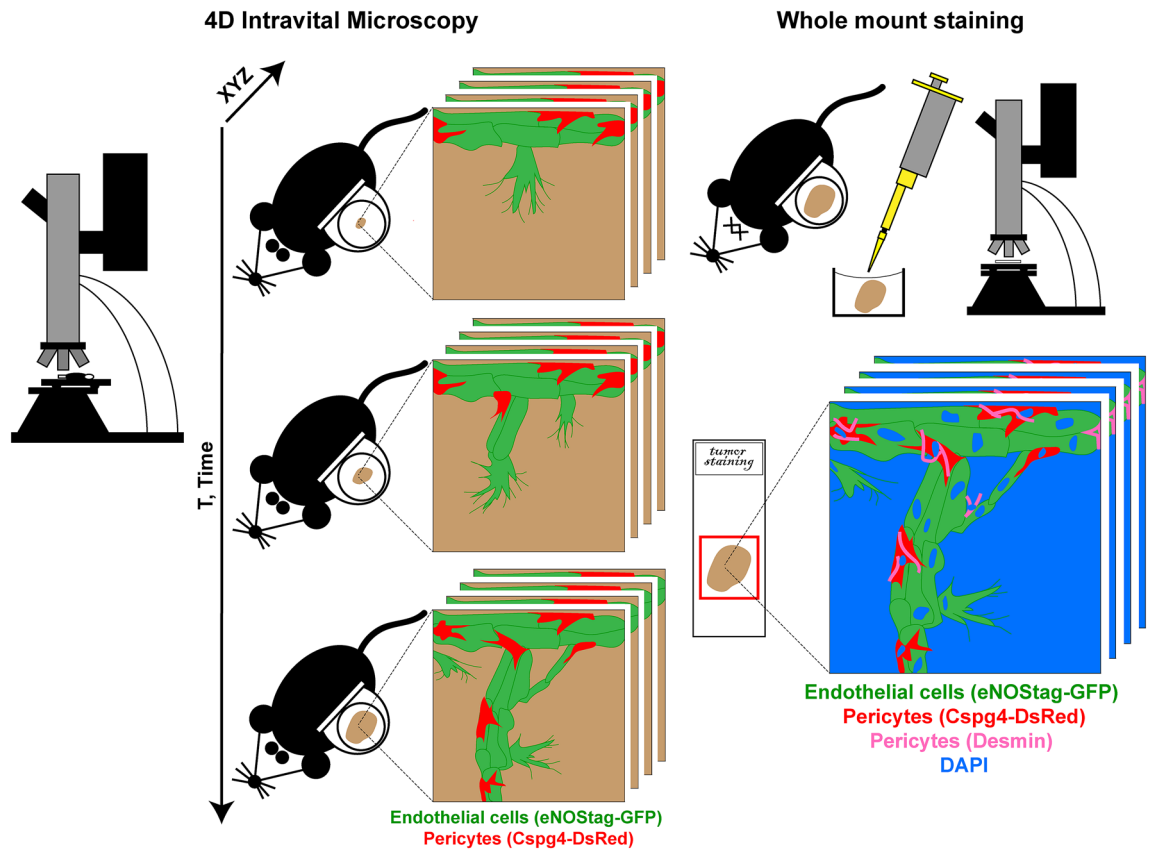 4D Intravital Microscopy
Whole mount staining
XYZ
T, Time
tumor
staining
Endothelial cells (eNOStag-GFP)
Pericytes (Cspg4-DsRed)
Endothelial cells (eNOStag-GFP)
Pericytes (Cspg4-DsRed)
Pericytes (Desmin)
DAPI